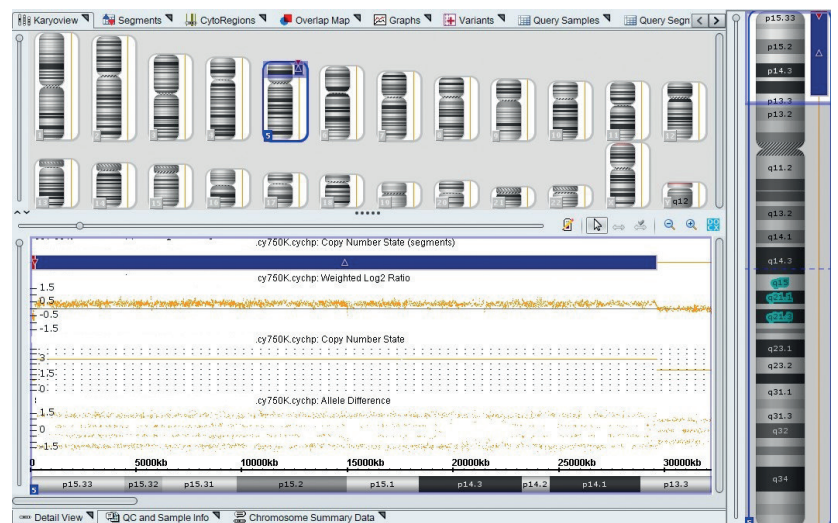 Karyoview Segments CytoRegions Overlap Map Graphs Variants Query Samples Query Segn
5
q12
.cy750K.cychp: Copy Number State (segments)
.cy750K.cychp: Weighted Log2 Ratio
1.5
0.5
-0.5
-1.5
.cy750K.cychp: Copy Number State
3
1.5
0
.cy750K.cychp: Allele Difference
1.5
0
-1.5
0 5000kb 10000kb 15000kb 20000kb 25000kb 30000kb
p15.33 p15.32 p15.31 p15.2 p15.1 p14.3 p14.2 p14.1 p13.3
5
Detail View QC and Sample Info Chromosome Summary Data
p15.33
p15.2
p14.3
p13.3
p13.2
q11.2
q13.2
q14.1
q14.3
q15
q21.1
q21.3
q23.1
q23.2
q31.1
q31.3
q32
q34
5